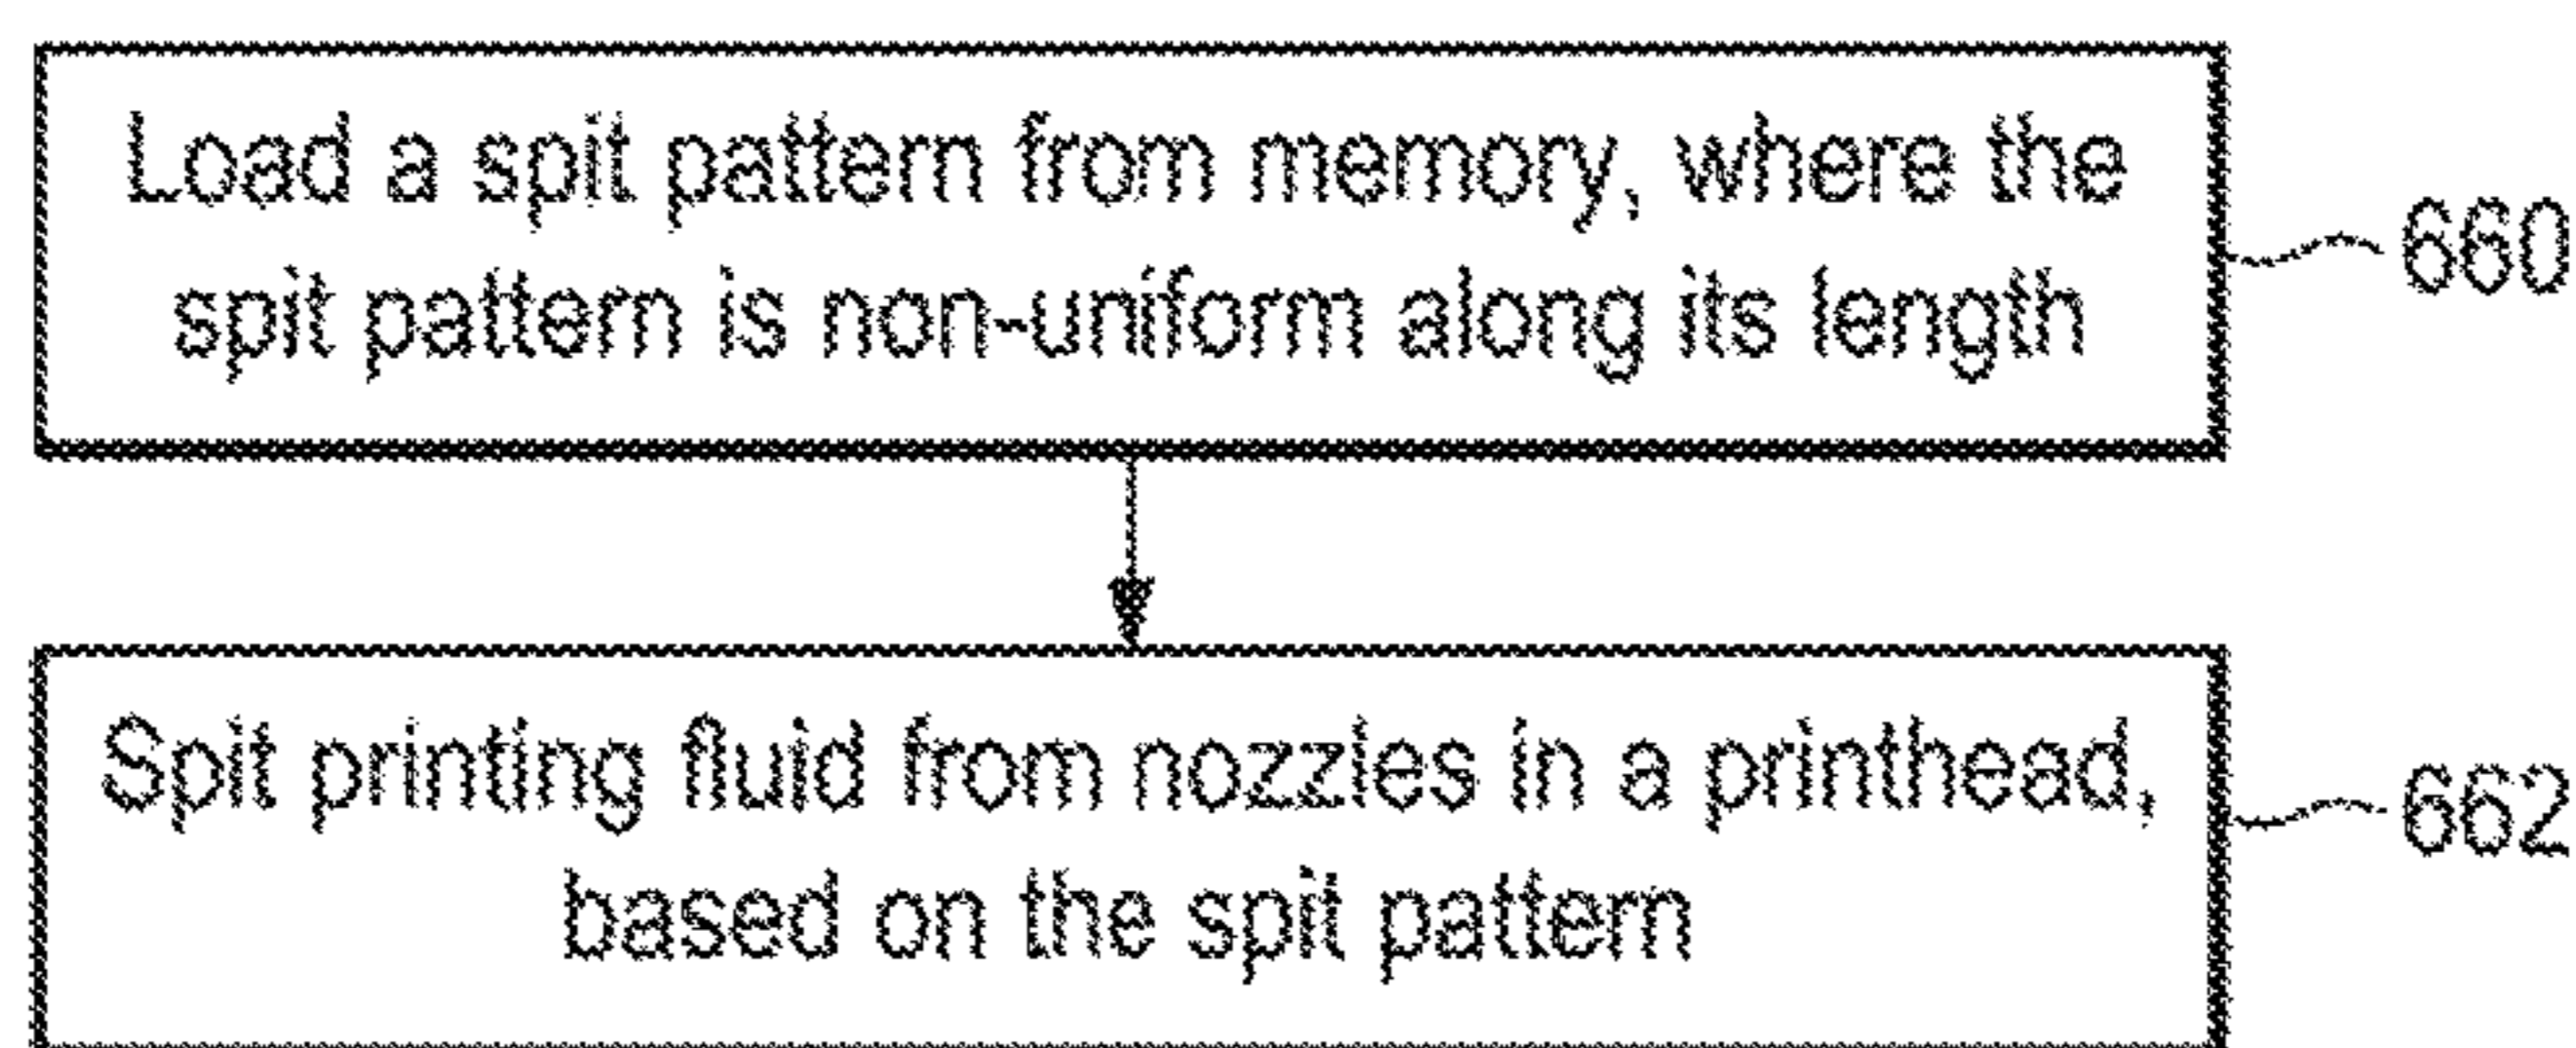 Load a spit pattern from memory, where the
spit pattern is non-uniform along its length
660
Spit printing fluid from nozzles in a printhead,
based on the spit pattern
662